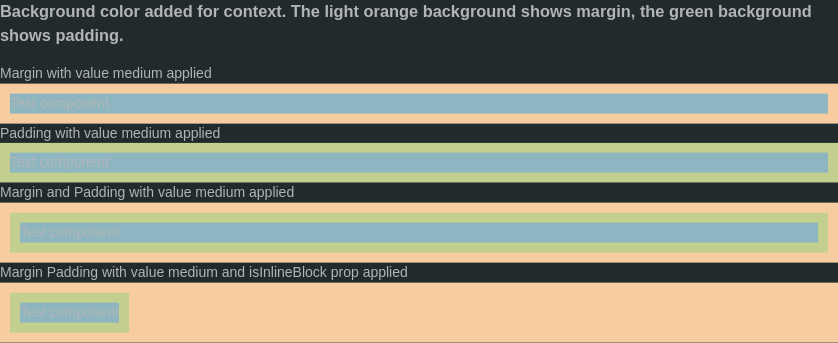 Background color added for context. The light orange background shows margin, the green background
shows padding.
Margin with value medium applied
Test component
Padding with value medium applied
Test component
Margin and Padding with value medium applied
Test component
Margin Padding with value medium and isInlineBlock prop applied
Test component